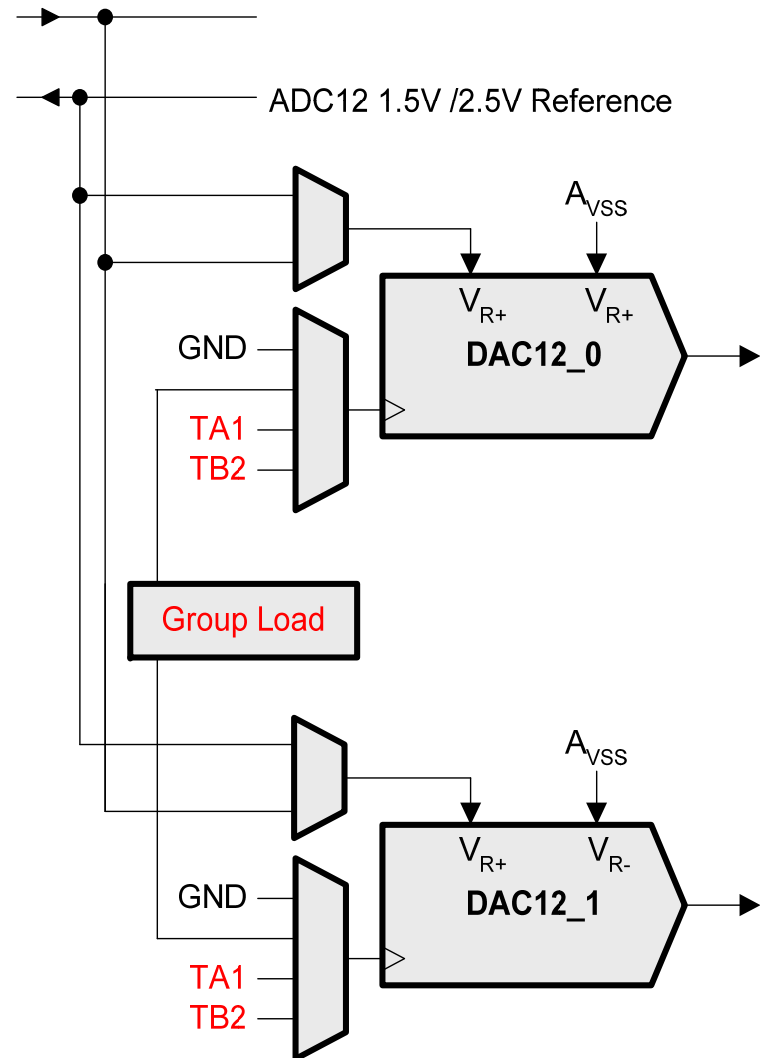 ADC12 1.5V /2.5V Reference
AVSS
VR+ VR+
GND
DAC12_0
TA1
TB2
Group Load
AVSS
VR+ VR-
GND
DAC12_1
TA1
TB2